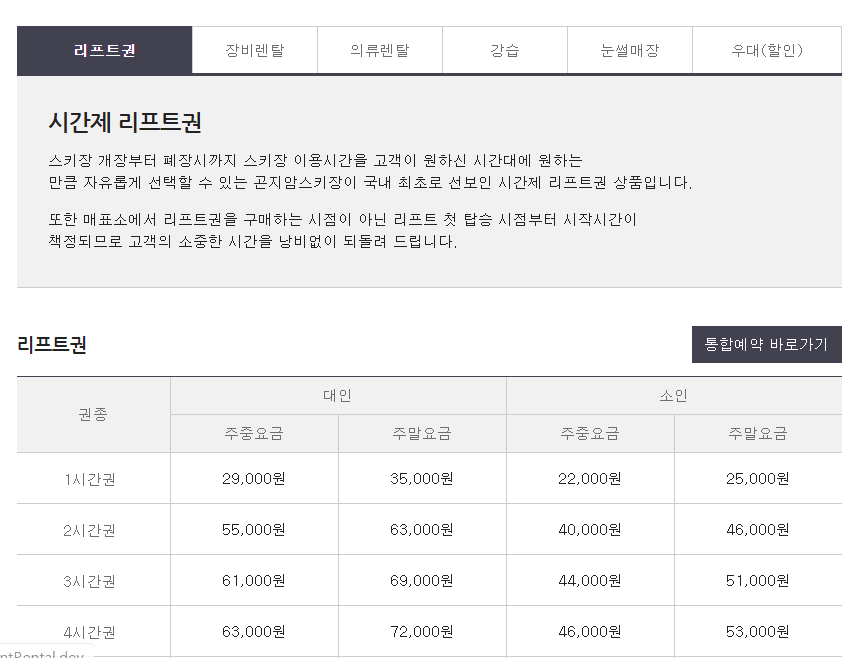 리프트권 장비렌탈 의류렌탈 강습 눈썰매장 우대(할인)
시간제 리프트권
스키장 개장부터 폐장시까지 스키장 이용시간을 고객이 원하신 시간대에 원하는
만큼 자유롭게 선택할 수 있는 곤지암스키장이 국내 최초로 선보인 시간제 리프트권 상품입니다.
또한 매표소에서 리프트권을 구매하는 시점이 아닌 리프트 첫 탑승 시점부터 시작시간이
책정되므로 고객의 소중한 시간을 낭비없이 되돌려 드립니다.
리프트권 통합예약 바로가기
권종 대인 소인
주중요금 주말요금 주중요금 주말요금
1시간권 29,000원 35,000원 22,000원 25,000원
2시간권 55,000원 63,000원 40,000원 46,000원
3시간권 61,000원 69,000원 44,000원 51,000원
4시간권 63,000원 72,000원 46,000원 53,000원